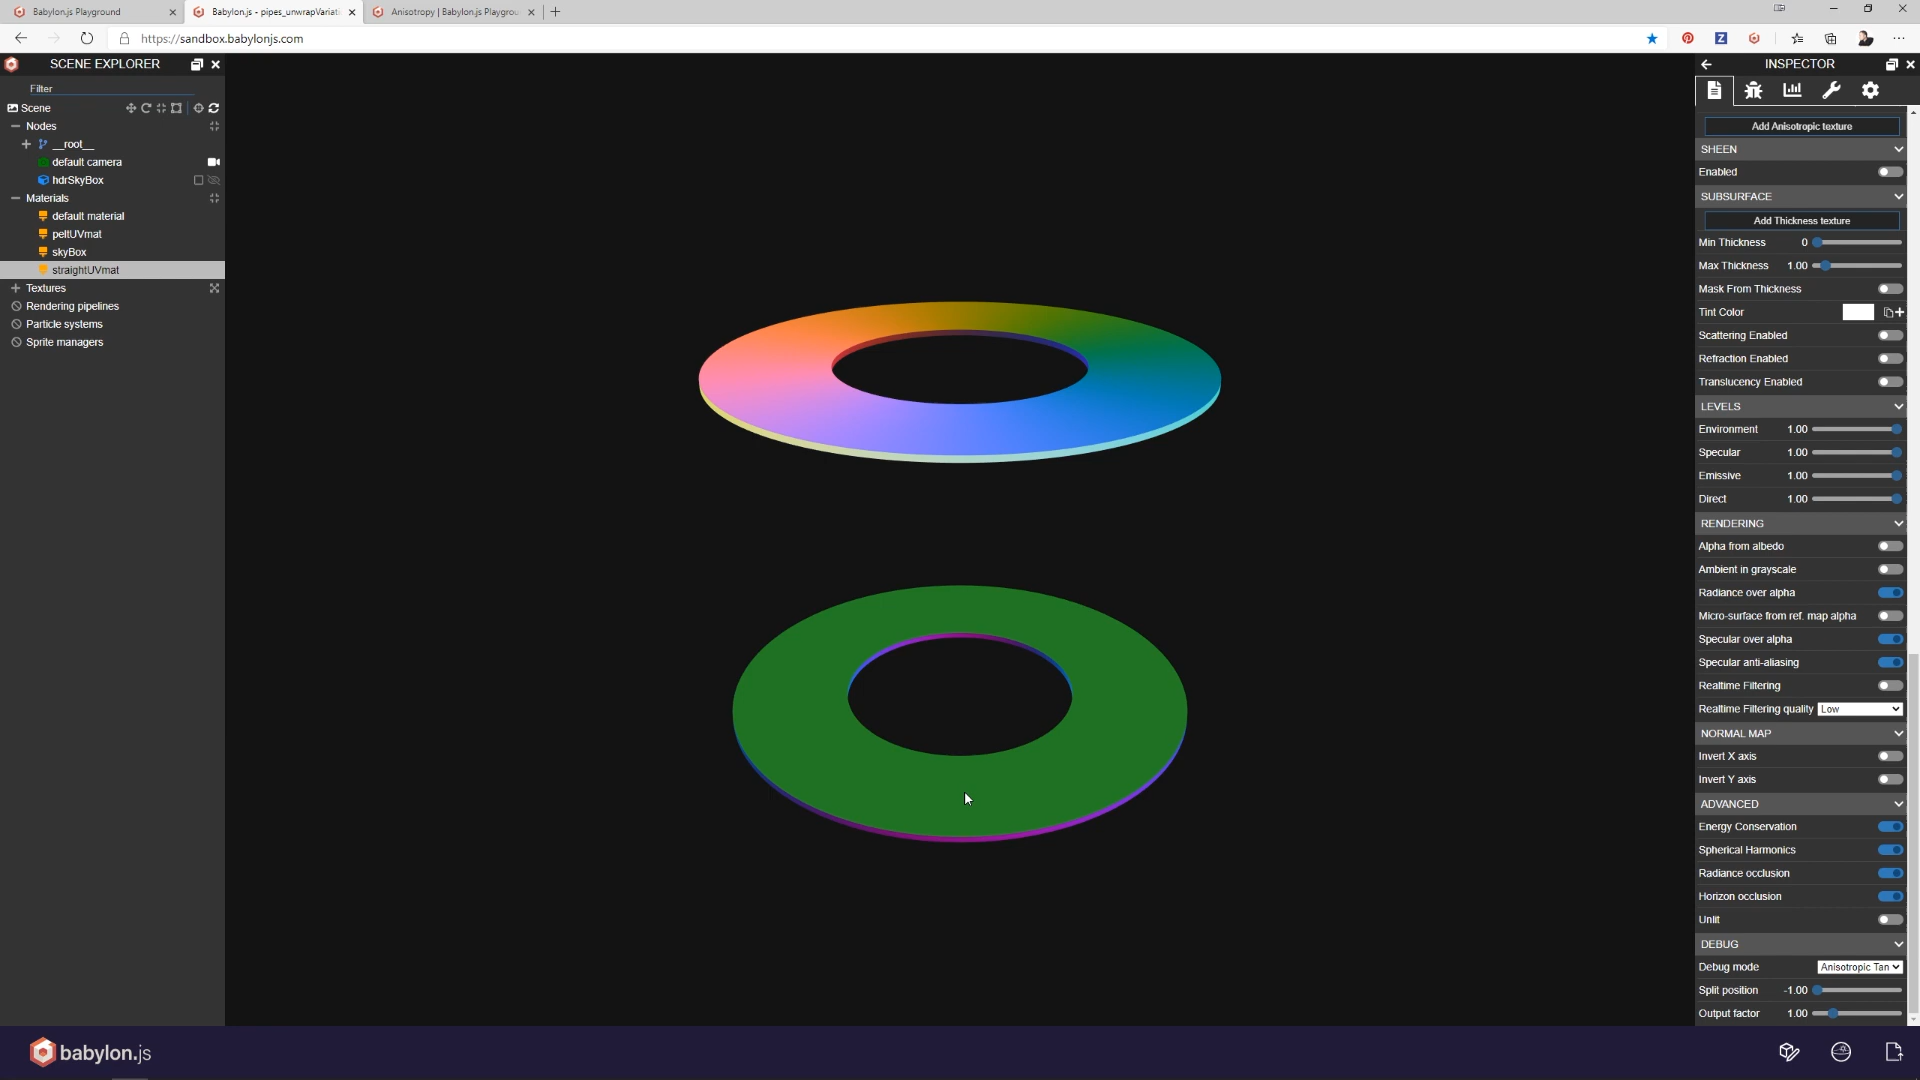 Babylon.js Playground
Babylon.js - pipes_unwrapVariati
Anisotropy | Babylon.js Playgrou
https://sandbox.babylonjs.com
SCENE EXPLORER
Filter
Scene
Nodes
__root__
default camera
hdrSkyBox
Materials
default material
peltUVmat
skyBox
straightUVmat
Textures
Rendering pipelines
Particle systems
Sprite managers
INSPECTOR
Add Anisotropic texture
SHEEN
Enabled
SUBSURFACE
Add Thickness texture
Min Thickness 0
Max Thickness 1.00
Mask From Thickness
Tint Color
Scattering Enabled
Refraction Enabled
Translucency Enabled
LEVELS
Environment 1.00
Specular 1.00
Emissive 1.00
Direct 1.00
RENDERING
Alpha from albedo
Ambient in grayscale
Radiance over alpha
Micro-surface from ref. map alpha
Specular over alpha
Specular anti-aliasing
Realtime Filtering
Realtime Filtering quality Low
NORMAL MAP
Invert X axis
Invert Y axis
ADVANCED
Energy Conservation
Spherical Harmonics
Radiance occlusion
Horizon occlusion
Unlit
DEBUG
Debug mode Anisotropic Tan
Split position -1.00
Output factor 1.00
babylon.js